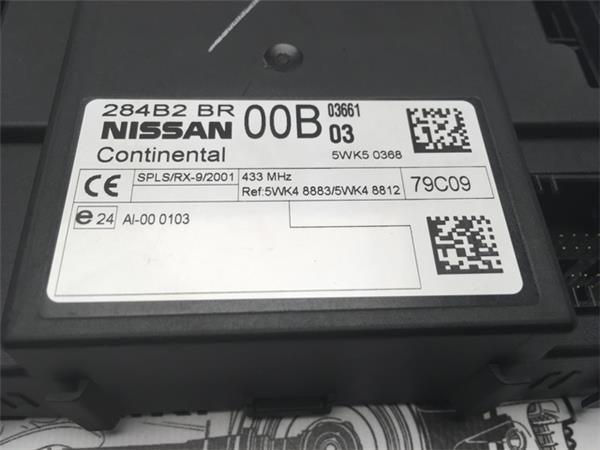 284B2 BR 00B 03661
NISSAN 03
Continental 5WK5 0368
CE SPLS/RX-9/2001 433 MHz 79C09
Ref:5WK4 8883/5WK4 8812
e 24 AI-00 0103